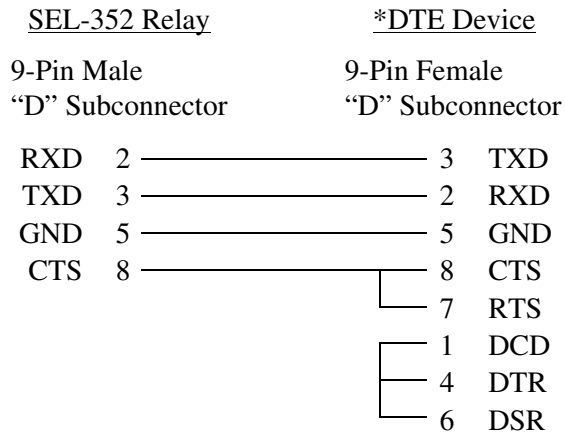 SEL-352 Relay *DTE Device
9-Pin Male 9-Pin Female
“D” Subconnector “D” Subconnector
RXD 2 3 TXD
TXD 3 2 RXD
GND 5 5 GND
CTS 8 8 CTS
7 RTS
1 DCD
4 DTR
6 DSR